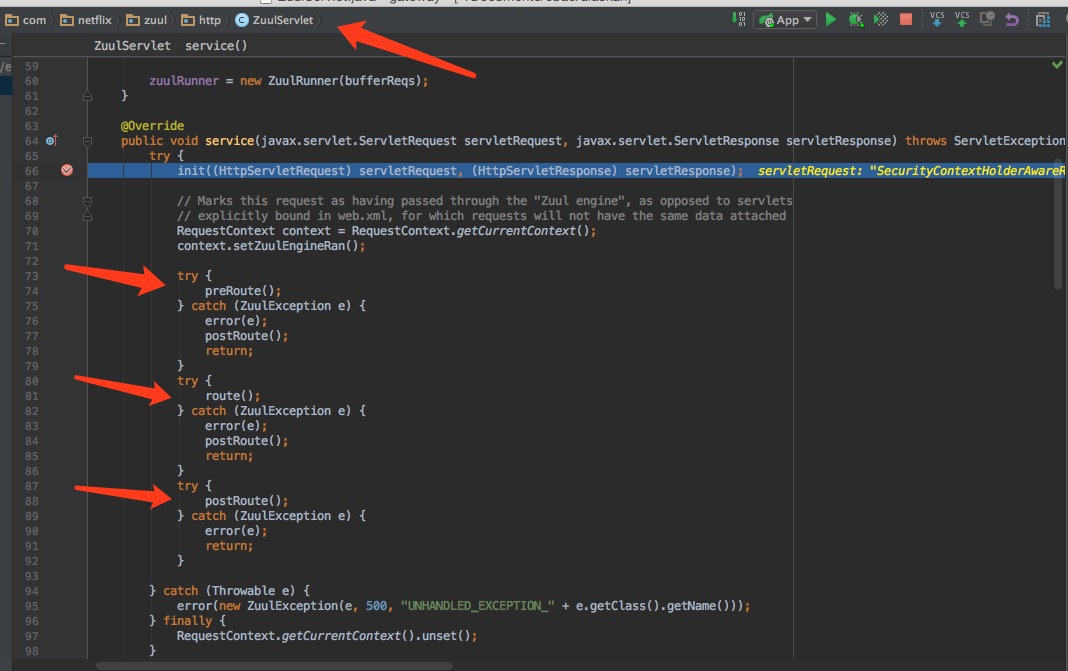 com netflix zuul http ZuulServlet App VCS VCS
ZuulServlet service()
59
60 zuulRunner = new ZuulRunner(bufferReqs);
61 }
62
63 @Override
64 public void service(javax.servlet.ServletRequest servletRequest, javax.servlet.ServletResponse servletResponse) throws ServletException
65 try {
66 init((HttpServletRequest) servletRequest, (HttpServletResponse) servletResponse); servletRequest: "SecurityContextHolderAwareR
67
68 // Marks this request as having passed through the "Zuul engine", as opposed to servlets
69 // explicitly bound in web.xml, for which requests will not have the same data attached
70 RequestContext context = RequestContext.getCurrentContext();
71 context.setZuulEngineRan();
72
73 try {
74 preRoute();
75 } catch (ZuulException e) {
76 error(e);
77 postRoute();
78 return;
79 }
80 try {
81 route();
82 } catch (ZuulException e) {
83 error(e);
84 postRoute();
85 return;
86 }
87 try {
88 postRoute();
89 } catch (ZuulException e) {
90 error(e);
91 return;
92 }
93
94 } catch (Throwable e) {
95 error(new ZuulException(e, 500, "UNHANDLED_EXCEPTION_" + e.getClass().getName()));
96 } finally {
97 RequestContext.getCurrentContext().unset();
98 }